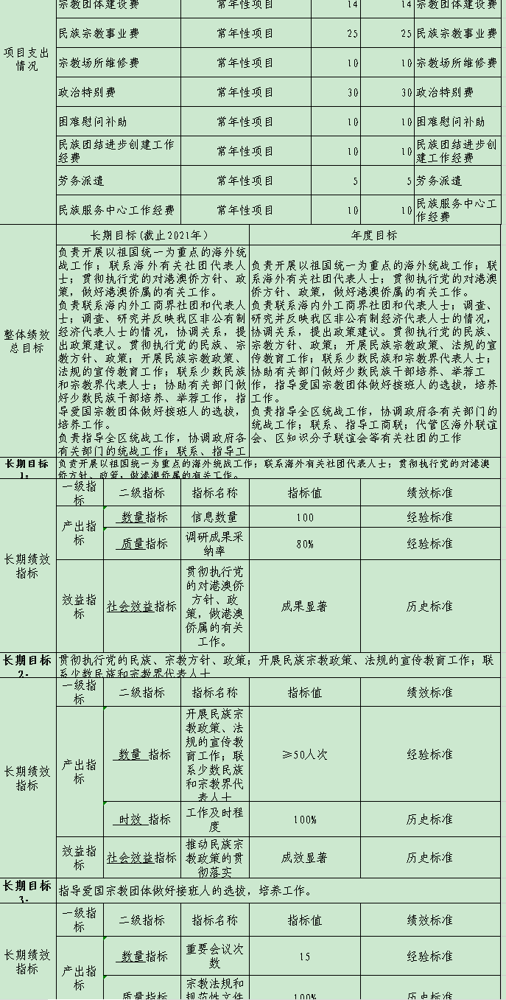 宗教团体建设费 常年性项目 14 14 宗教团体建设费
民族宗教事业费 常年性项目 25 25 民族宗教事业费
项目支出
情况
宗教场所维修费 常年性项目 10 10 宗教场所维修费
政治特别费 常年性项目 30 30 政治特别费
困难慰问补助 常年性项目 10 10 困难慰问补助
民族团结进步创建工作
经费
常年性项目 10 10
民族团结进步创
建工作经费
劳务派遣 常年性项目 5 5 劳务派遣
民族服务中心工作经费 常年性项目 10 10
民族服务中心工
作经费
整体绩效
总目标
长期目标(截止2021年) 年度目标
负责开展以祖国统一为重点的海外统
战工作；联系海外有关社团代表人
士；贯彻执行党的对港澳侨方针、政
策，做好港澳侨属的有关工作。
负责联系海内外工商界社团和代表人
士；调查、研究并反映我区非公有制
经济代表人士的情况，协调关系，提
出政策建议。贯彻执行党的民族、宗
教方针、政策；开展民族宗教政策、
法规的宣传教育工作；联系少数民族
和宗教界代表人士；协助有关部门做
好少数民族干部培养、举荐工作，指
导爱国宗教团体做好接班人的选拔，
培养工作。
负责指导全区统战工作，协调政府各
有关部门的统战工作；联系、指导工
负责开展以祖国统一为重点的海外统战工作；联
系海外有关社团代表人士；贯彻执行党的对港澳
侨方针、政策，做好港澳侨属的有关工作。
负责联系海内外工商界社团和代表人士；调查、
研究并反映我区非公有制经济代表人士的情况，
协调关系，提出政策建议。贯彻执行党的民族、
宗教方针、政策；开展民族宗教政策、法规的宣
传教育工作；联系少数民族和宗教界代表人士；
协助有关部门做好少数民族干部培养、举荐工
作，指导爱国宗教团体做好接班人的选拔，培养
工作。
负责指导全区统战工作，协调政府各有关部门的
统战工作；联系、指导工商联；代管区海外联谊
会、区知识分子联谊会等有关社团的工作
长期目标
1：
负责开展以祖国统一为重点的海外统战工作；联系海外有关社团代表人士；贯彻执行党的对港澳
侨方针、政策，做港澳侨属的有关工作。
长期绩效
指标
一级指
标
二级指标 指标名称 指标值 绩效标准
产出指
标
数量指标 信息数量 100 经验标准
质量指标
调研成果采
纳率
80% 经验标准
效益指
标
社会效益指标
贯彻执行党
的对港澳侨
方针、政
策，做港澳
侨属的有关
工作。
成果显著 历史标准
长期目标
2：
贯彻执行党的民族、宗教方针、政策；开展民族宗教政策、法规的宣传教育工作；联
系少数民族和宗教界代表人士
长期绩效
指标
一级指
标
二级指标 指标名称 指标值 绩效标准
产出指
标
数量 指标
开展民族宗
教政策、法
规的宣传教
育工作；联
系少数民族
和宗教界代
表人士
≥50人次 经验标准
时效 指标
工作及时程
度
100% 历史标准
效益指
标
社会效益指标
推动民族宗
教政策的贯
彻落实
成效显著 历史标准
长期目标
3：
指导爱国宗教团体做好接班人的选拔，培养工作。
长期绩效
指标
一级指
标
二级指标 指标名称 指标值 绩效标准
产出指
标
数量指标
重要会议次
数
15 经验标准
质量指标
宗教法规和
规范性文件
100% 历史标准